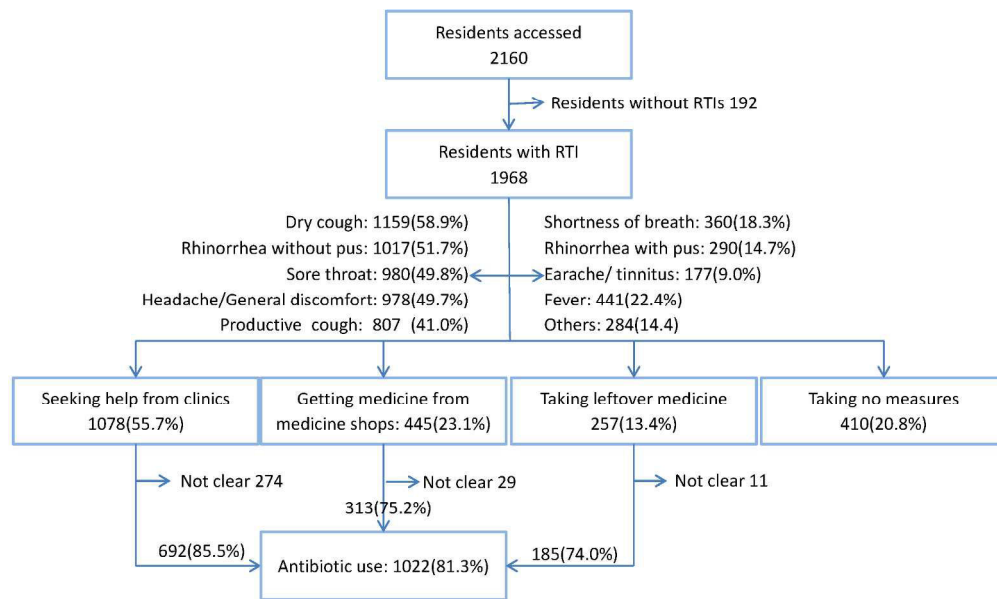 Residents accessed
2160
Residents without RTIs 192
Residents with RTI
1968
Dry cough: 1159(58.9%)
Rhinorrhea without pus: 1017(51.7%)
Sore throat: 980(49.8%)
Headache/General discomfort: 978(49.7%)
Productive cough: 807 (41.0%)
Shortness of breath: 360(18.3%)
Rhinorrhea with pus: 290(14.7%)
Earache/ tinnitus: 177(9.0%)
Fever: 441(22.4%)
Others: 284(14.4)
Seeking help from clinics
1078(55.7%)
Getting medicine from
medicine shops: 445(23.1%)
Taking leftover medicine
257(13.4%)
Taking no measures
410(20.8%)
Not clear 274
Not clear 29
Not clear 11
313(75.2%)
692(85.5%)
185(74.0%)
Antibiotic use: 1022(81.3%)